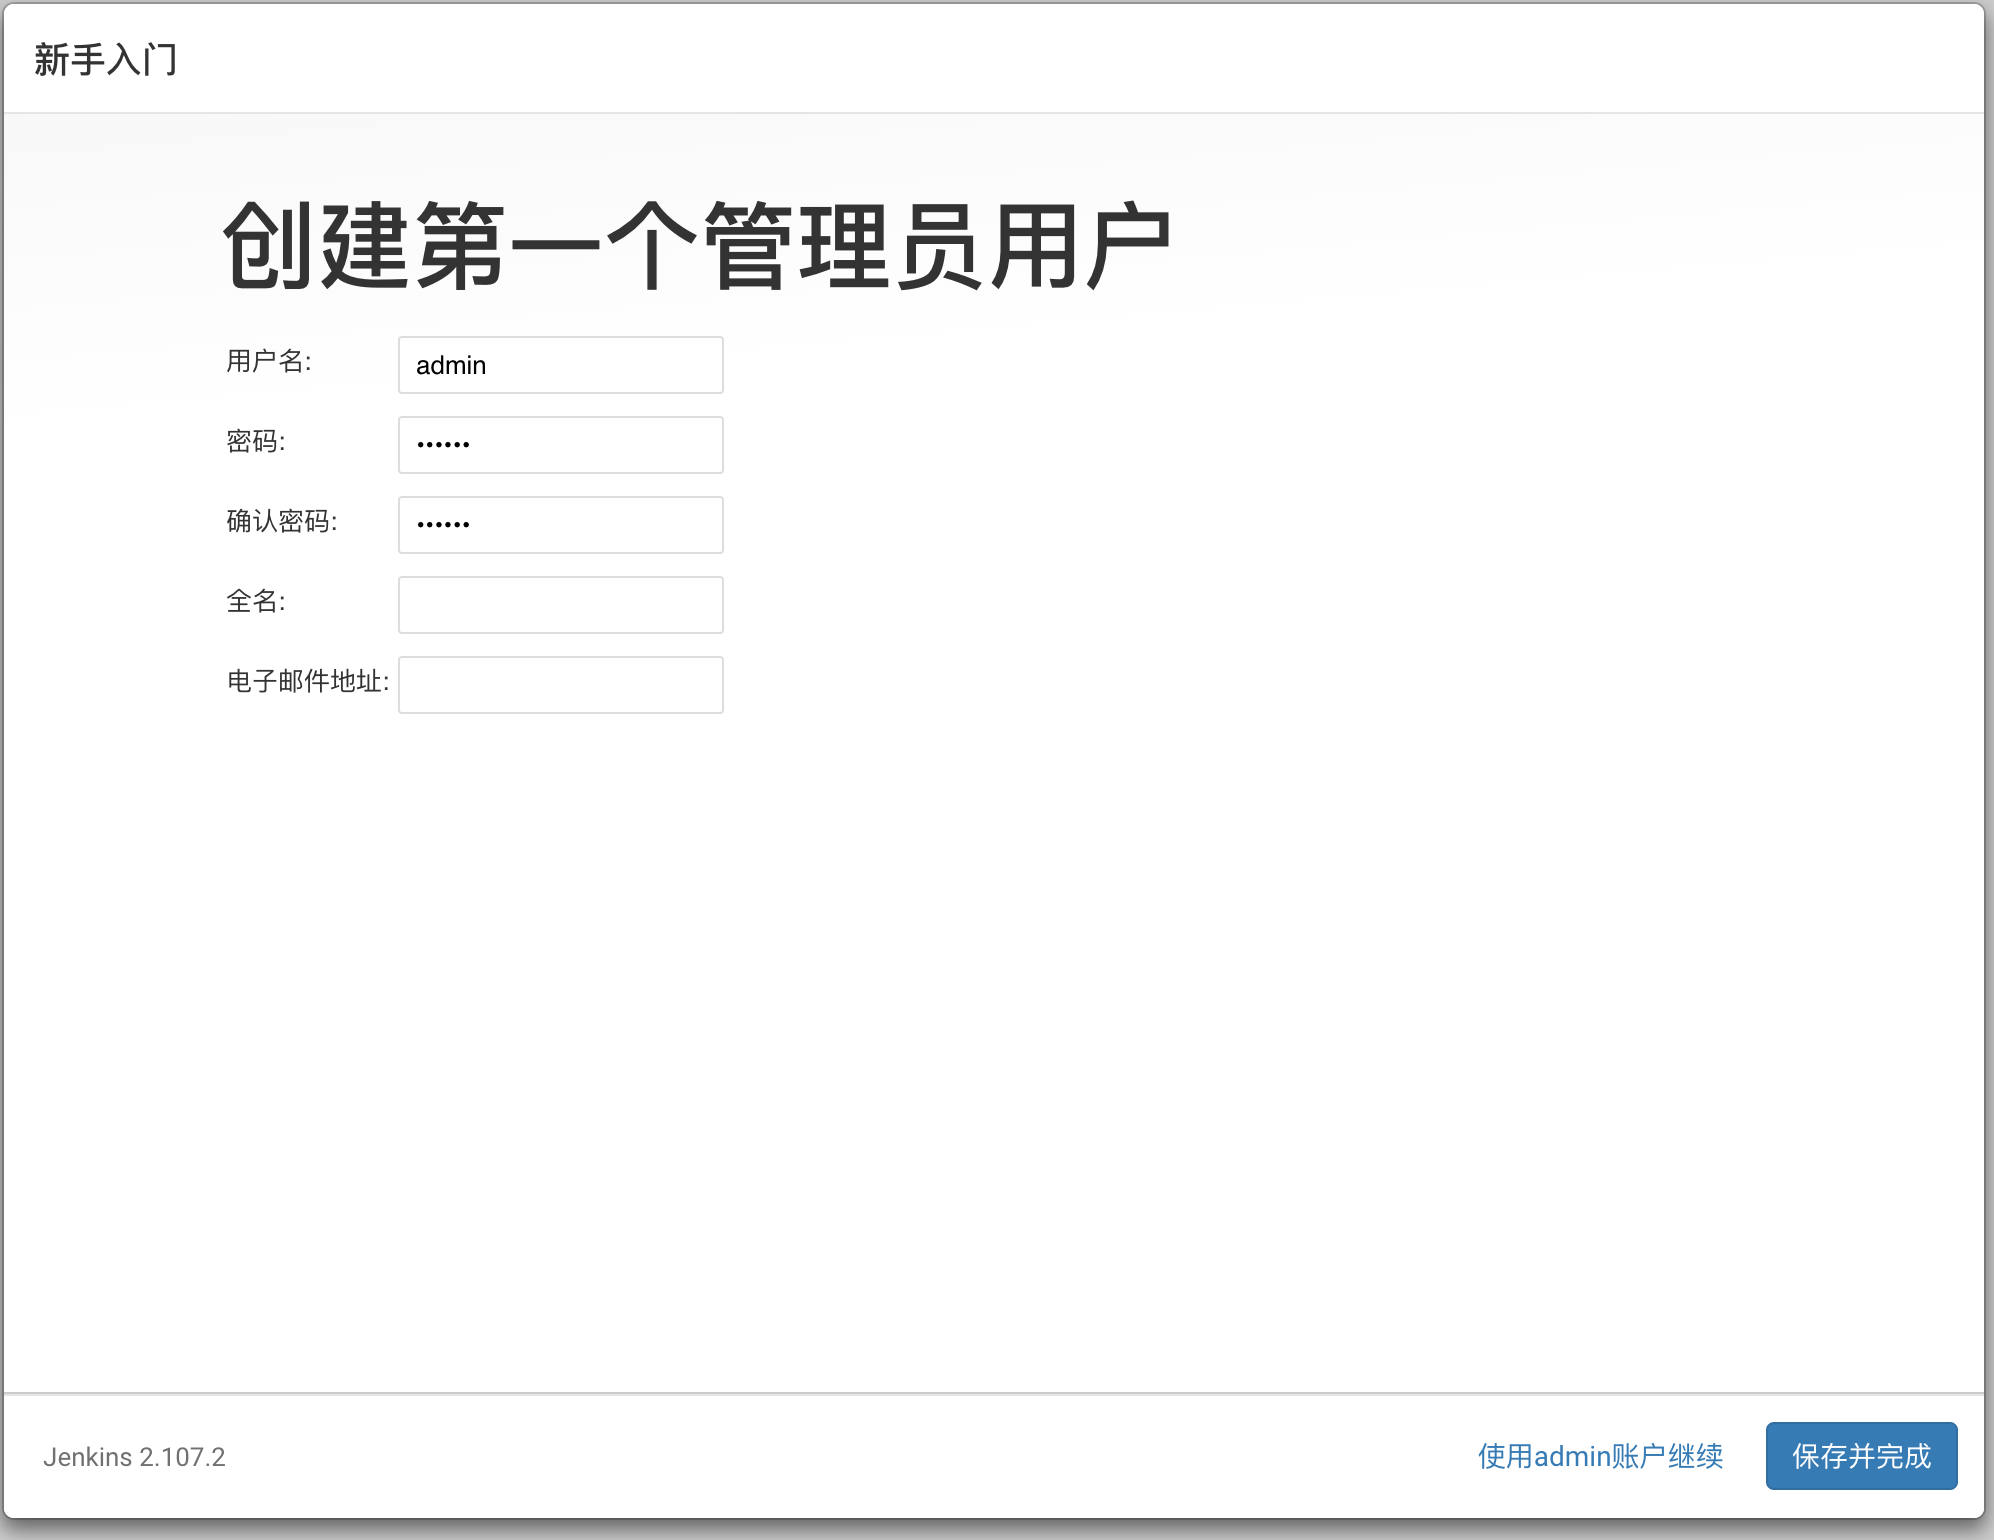 新手入门
创建第一个管理员用户
用户名: admin
密码: ••••••
确认密码: ••••••
全名:
电子邮件地址:
Jenkins 2.107.2 使用admin账户继续 保存并完成